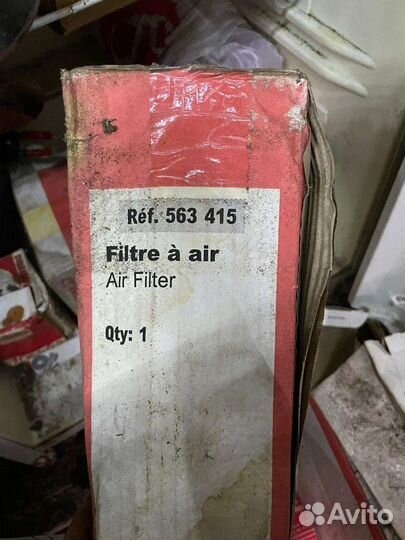 Réf. 563 415
Filtre à air
Air Filter
Qty: 1
Avito